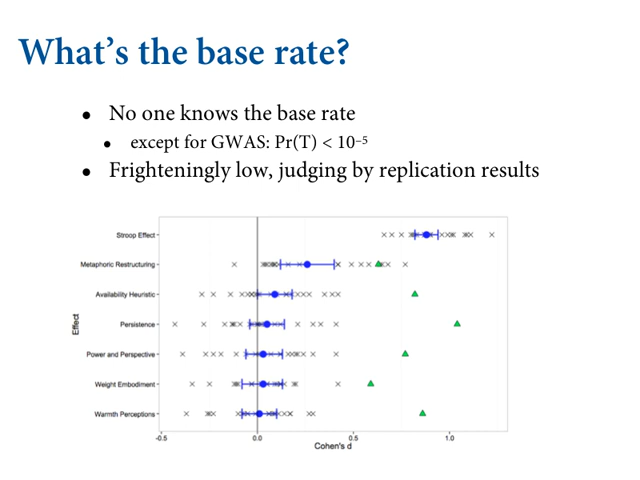 What's the base rate?
• No one knows the base rate
• except for GWAS: Pr(T) < 10⁻⁵
• Frighteningly low, judging by replication results
Stroop Effect
Metaphoric Restructuring
Availability Heuristic
Persistence
Power and Perspective
Weight Embodiment
Warmth Perceptions
Effect
-0.5 0.0 0.5 1.0
Cohen's d